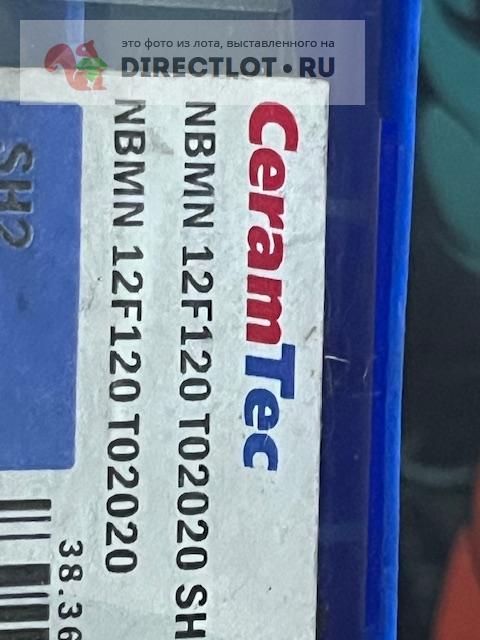 это фото из лота, выставленного на
DIRECTLOT.RU
CeramTec
NBMN 12F120 T02020 SH
NBMN 12F120 T02020
SH2
38.36